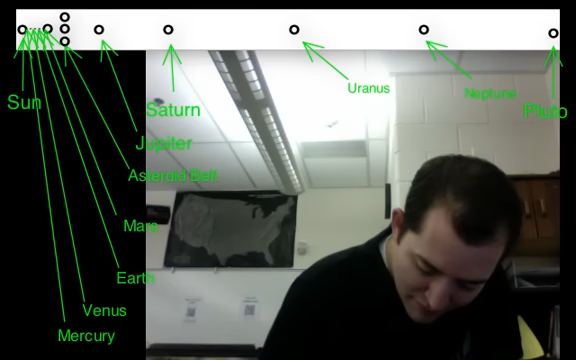 Sun
Saturn
Uranus
Neptune
Pluto
Jupiter
Asteroid Belt
Mars
Earth
Venus
Mercury